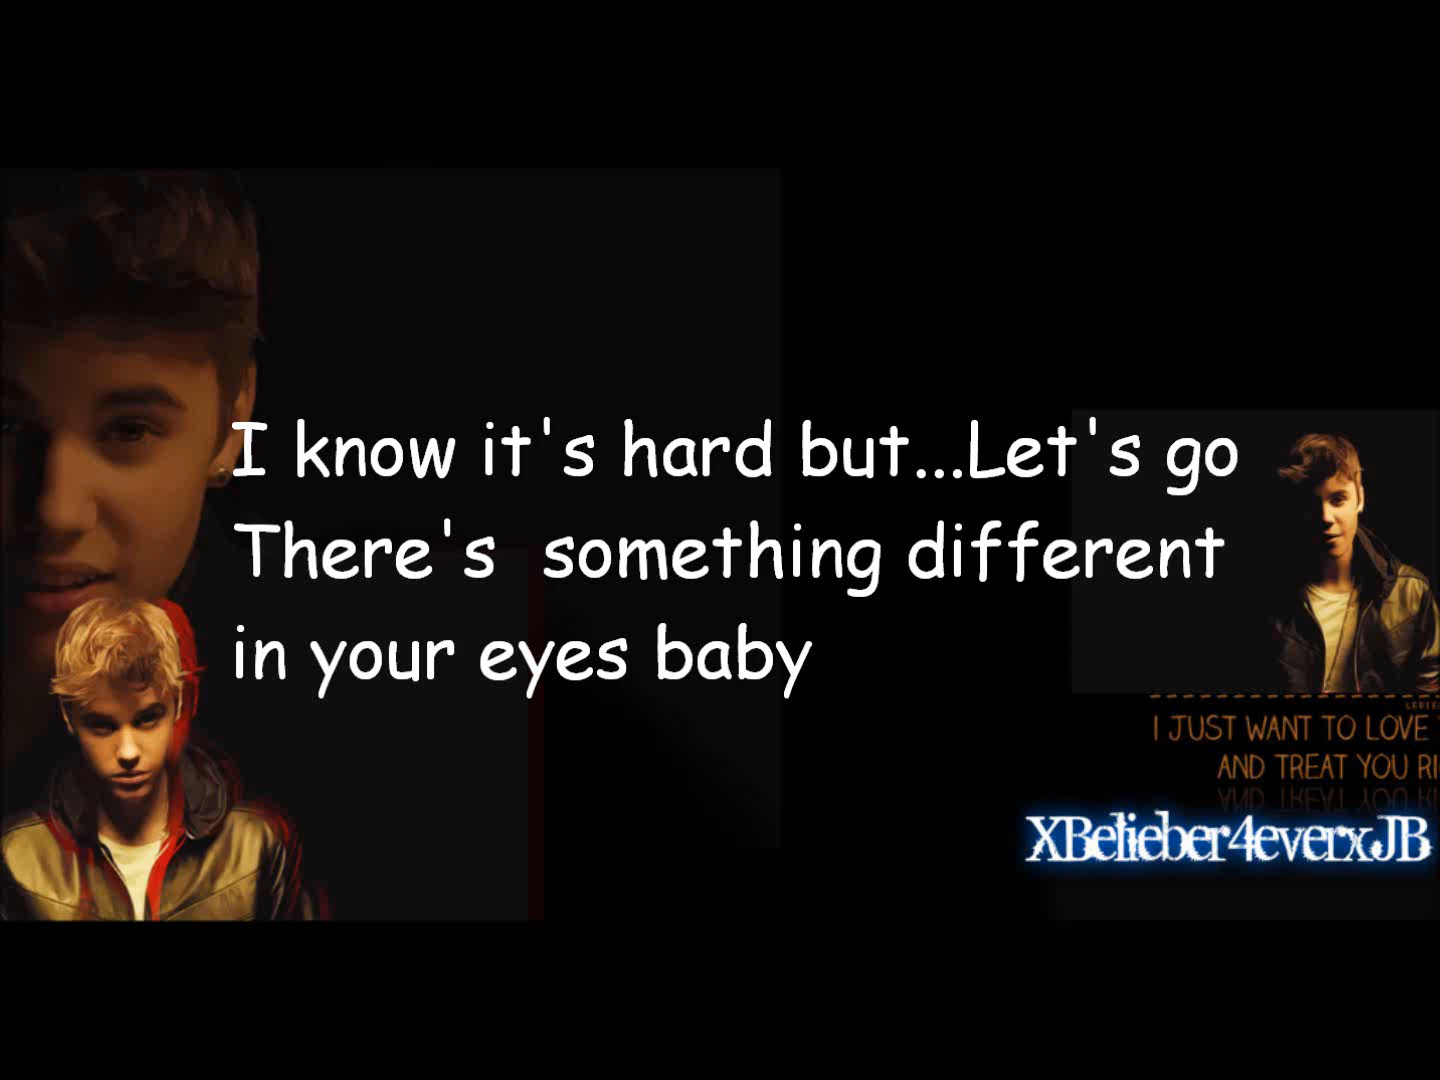 I know it's hard but...Let's go
There's  something different
in your eyes baby
I JUST WANT TO LOVE
AND TREAT YOU RI
XBelieber4everxJB